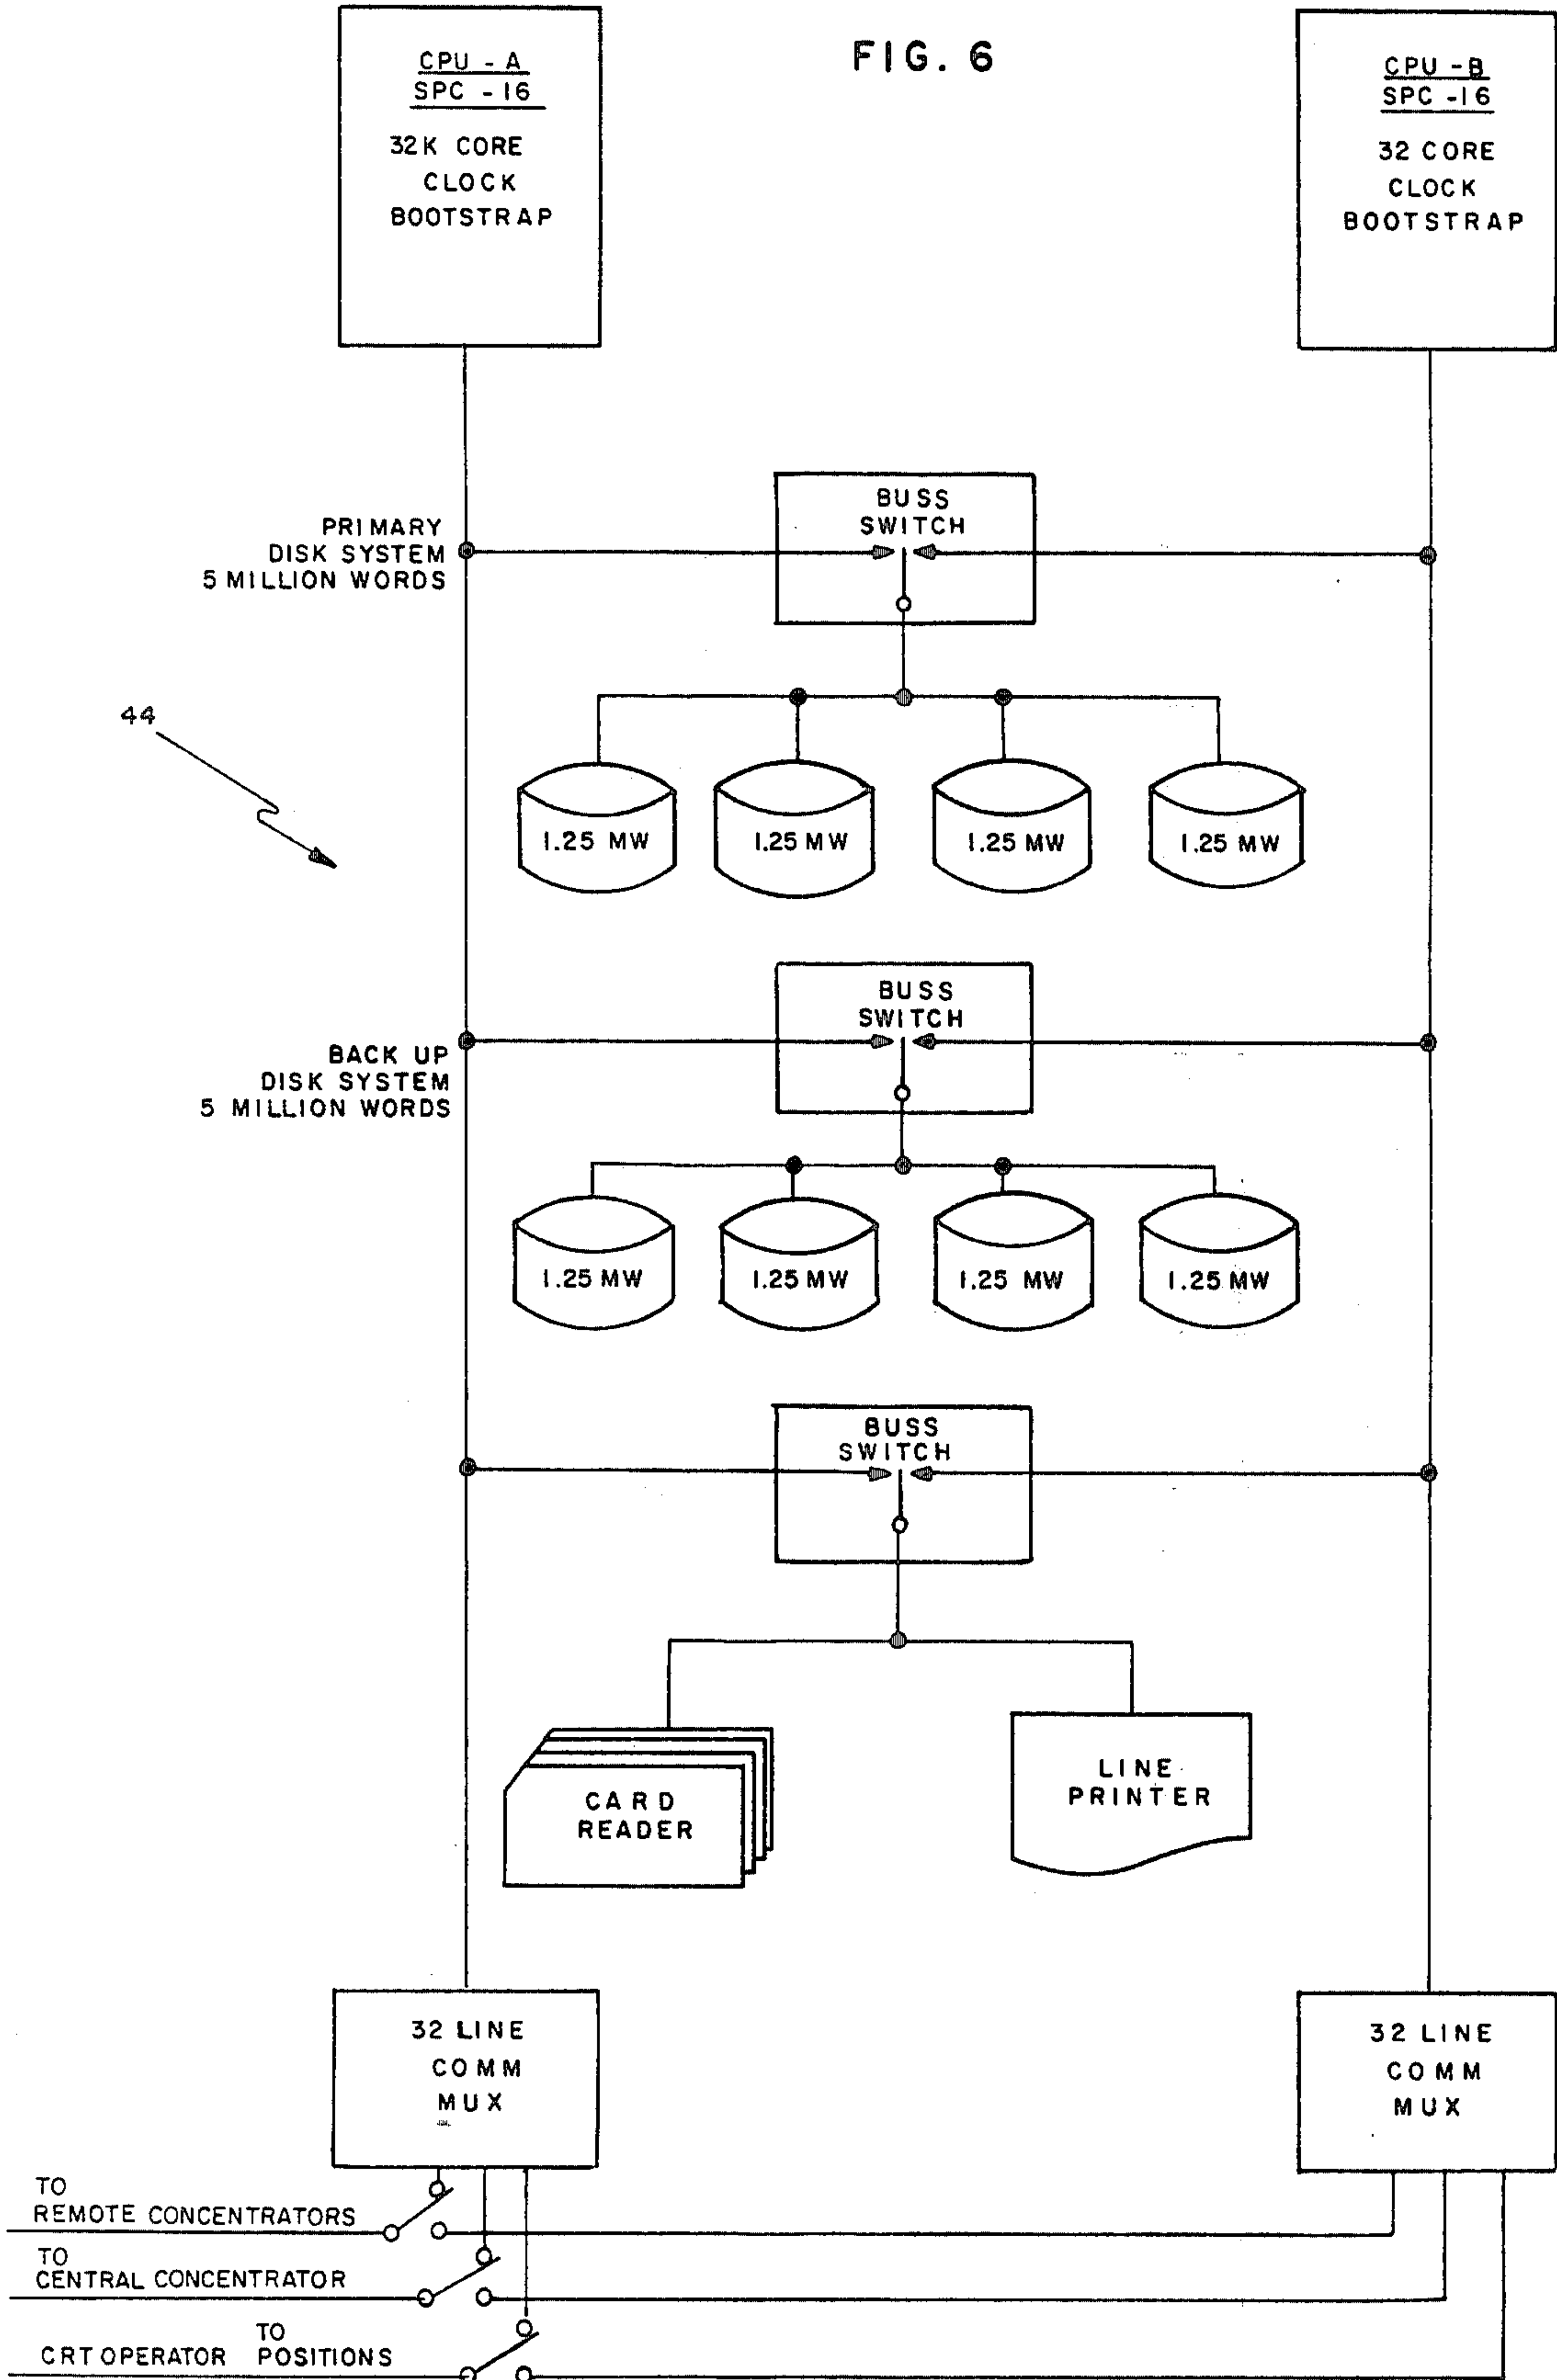 FIG. 6
CPU - A
SPC - 16
32K CORE
CLOCK
BOOTSTRAP
CPU - B
SPC - 16
32 CORE
CLOCK
BOOTSTRAP
BUSS
SWITCH
PRIMARY
DISK SYSTEM
5 MILLION WORDS
44
1.25 MW
1.25 MW
1.25 MW
1.25 MW
BUSS
SWITCH
BACK UP
DISK SYSTEM
5 MILLION WORDS
1.25 MW
1.25 MW
1.25 MW
1.25 MW
BUSS
SWITCH
CARD
READER
LINE
PRINTER
32 LINE
COMM
MUX
32 LINE
COMM
MUX
TO
REMOTE CONCENTRATORS
TO
CENTRAL CONCENTRATOR
TO
CRT OPERATOR POSITIONS